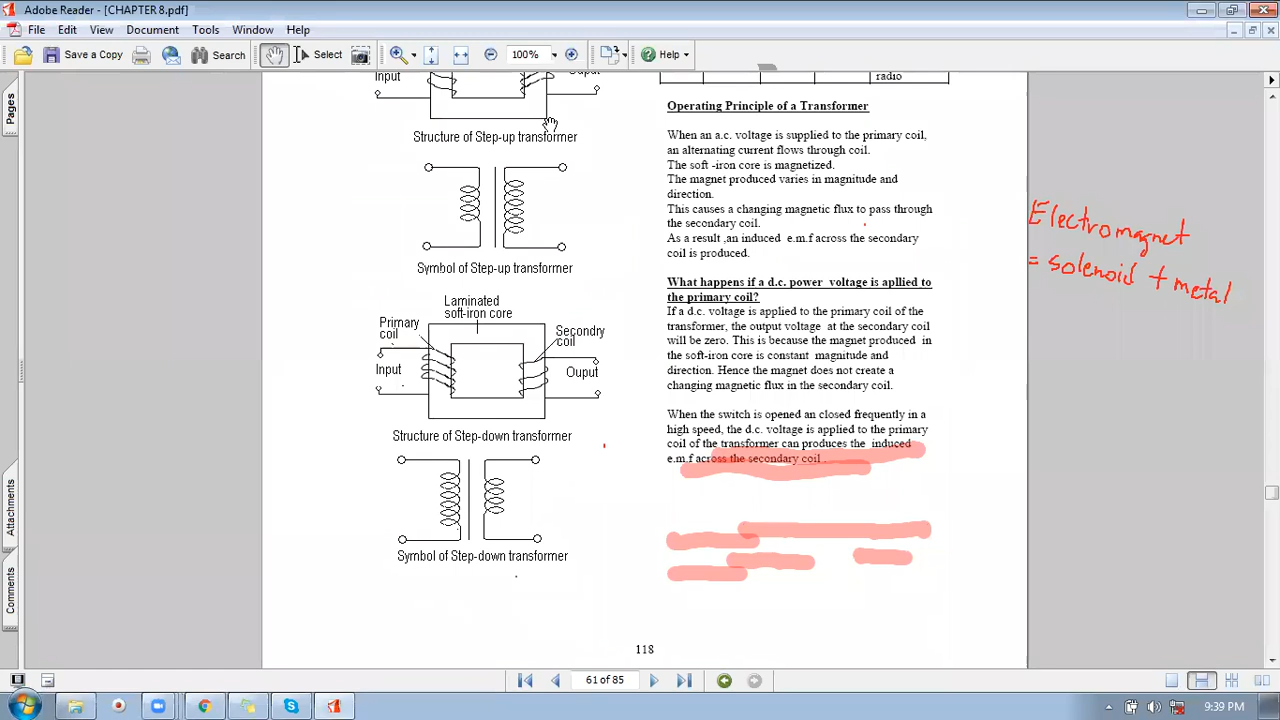 Adobe Reader - [CHAPTER 8.pdf]
File Edit View Document Tools Window Help
Save a Copy Search Select 100% Help
Pages
Attachments
Comments
Input
Structure of Step-up transformer
Symbol of Step-up transformer
Laminated
soft-iron core
Primary
coil
Secondry
coil
Input
Ouput
Structure of Step-down transformer
Symbol of Step-down transformer
radio
Operating Principle of a Transformer
When an a.c. voltage is supplied to the primary coil,
an alternating current flows through coil.
The soft -iron core is magnetized.
The magnet produced varies in magnitude and
direction.
This causes a changing magnetic flux to pass through
the secondary coil.
As a result ,an induced e.m.f across the secondary
coil is produced.
What happens if a d.c. power voltage is apllied to
the primary coil?
If a d.c. voltage is applied to the primary coil of the
transformer, the output voltage at the secondary coil
will be zero. This is because the magnet produced in
the soft-iron core is constant magnitude and
direction. Hence the magnet does not create a
changing magnetic flux in the secondary coil.
When the switch is opened an closed frequently in a
high speed, the d.c. voltage is applied to the primary
coil of the transformer can produces the induced
e.m.f across the secondary coil .
Electromagnet
= solenoid + metal
118
61 of 85
9:39 PM